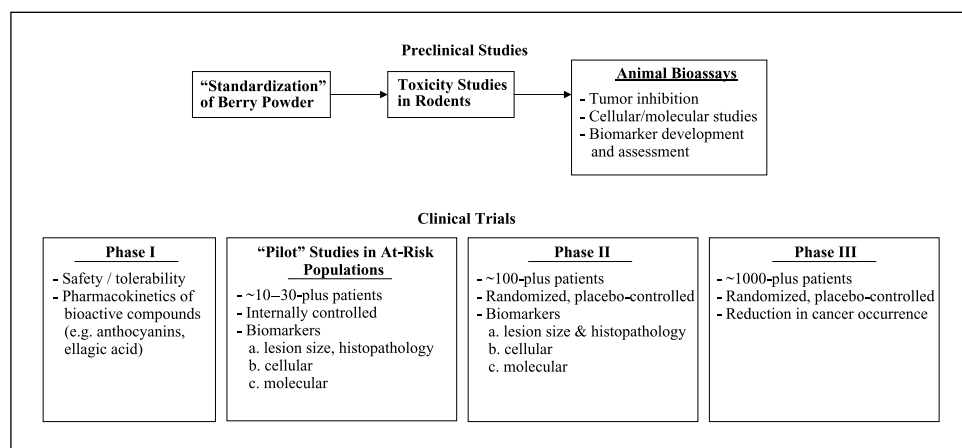 Preclinical Studies
“Standardization”
of Berry Powder
Toxicity Studies
in Rodents
Animal Bioassays
- Tumor inhibition
- Cellular/molecular studies
- Biomarker development
and assessment
Clinical Trials
Phase I
- Safety / tolerability
- Pharmacokinetics of
bioactive compounds
(e.g. anthocyanins,
ellagic acid)
“Pilot” Studies in At-Risk
Populations
- ~10–30-plus patients
- Internally controlled
- Biomarkers
a. lesion size, histopathology
b. cellular
c. molecular
Phase II
- ~100-plus patients
- Randomized, placebo-controlled
- Biomarkers
a. lesion size & histopathology
b. cellular
c. molecular
Phase III
- ~1000-plus patients
- Randomized, placebo-controlled
- Reduction in cancer occurrence